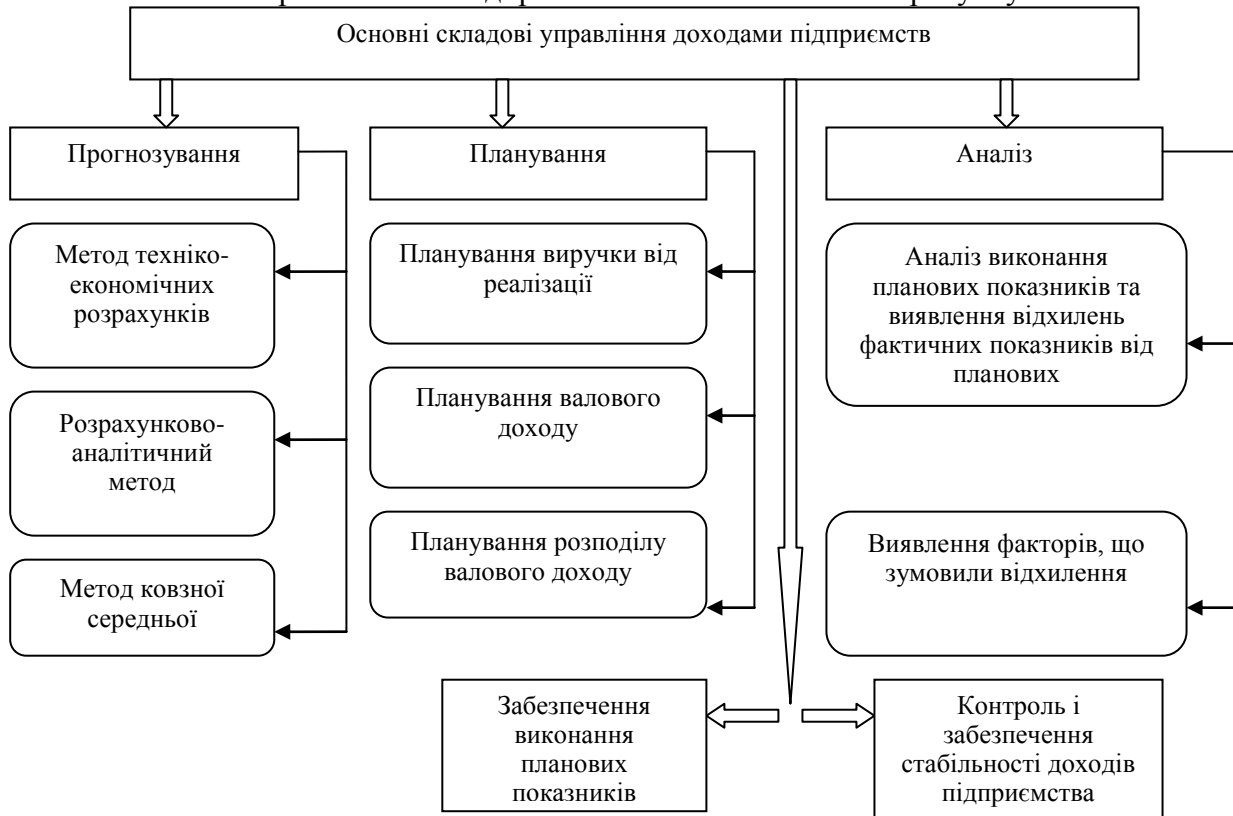 Основні складові управління доходами підприємств
Прогнозування
Планування
Аналіз
Метод техніко-
економічних
розрахунків
Розрахунково-
аналітичний
метод
Метод ковзної
середньої
Планування виручки від
реалізації
Планування валового
доходу
Планування розподілу
валового доходу
Аналіз виконання
планових показників та
виявлення відхилень
фактичних показників від
планових
Виявлення факторів, що
зумовили відхилення
Забезпечення
виконання
планових
показників
Контроль і
забезпечення
стабільності доходів
підприємства